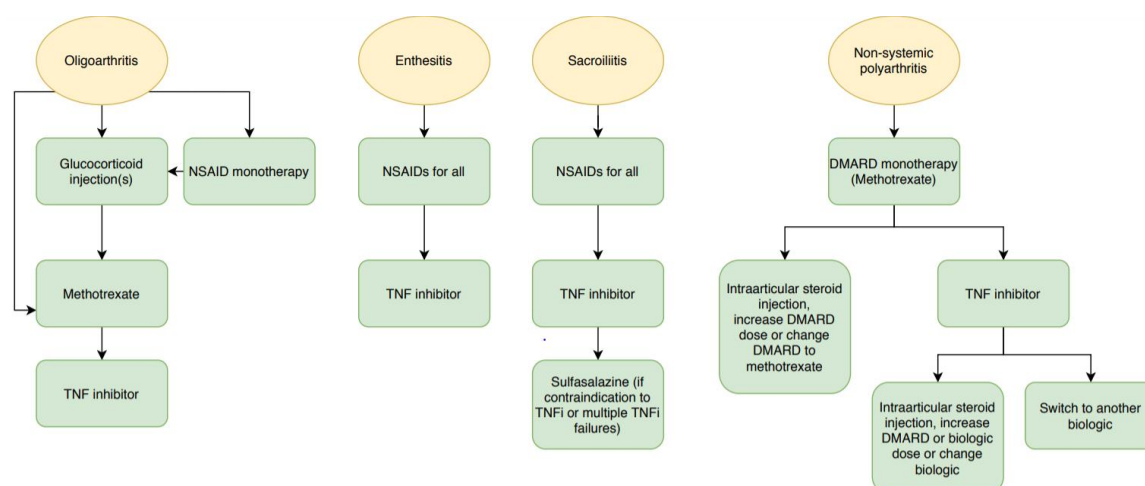 Oligoarthritis
Glucocorticoid
injection(s)
NSAID monotherapy
Methotrexate
TNF inhibitor
Enthesitis
NSAIDs for all
TNF inhibitor
Sacroiliitis
NSAIDs for all
TNF inhibitor
Sulfasalazine (if
contraindication to
TNFi or multiple TNFi
failures)
Non-systemic
polyarthritis
DMARD monotherapy
(Methotrexate)
Intraarticular steroid
injection,
increase DMARD
dose or change
DMARD to
methotrexate
TNF inhibitor
Intraarticular steroid
injection, increase
DMARD or biologic
dose or change
biologic
Switch to another
biologic